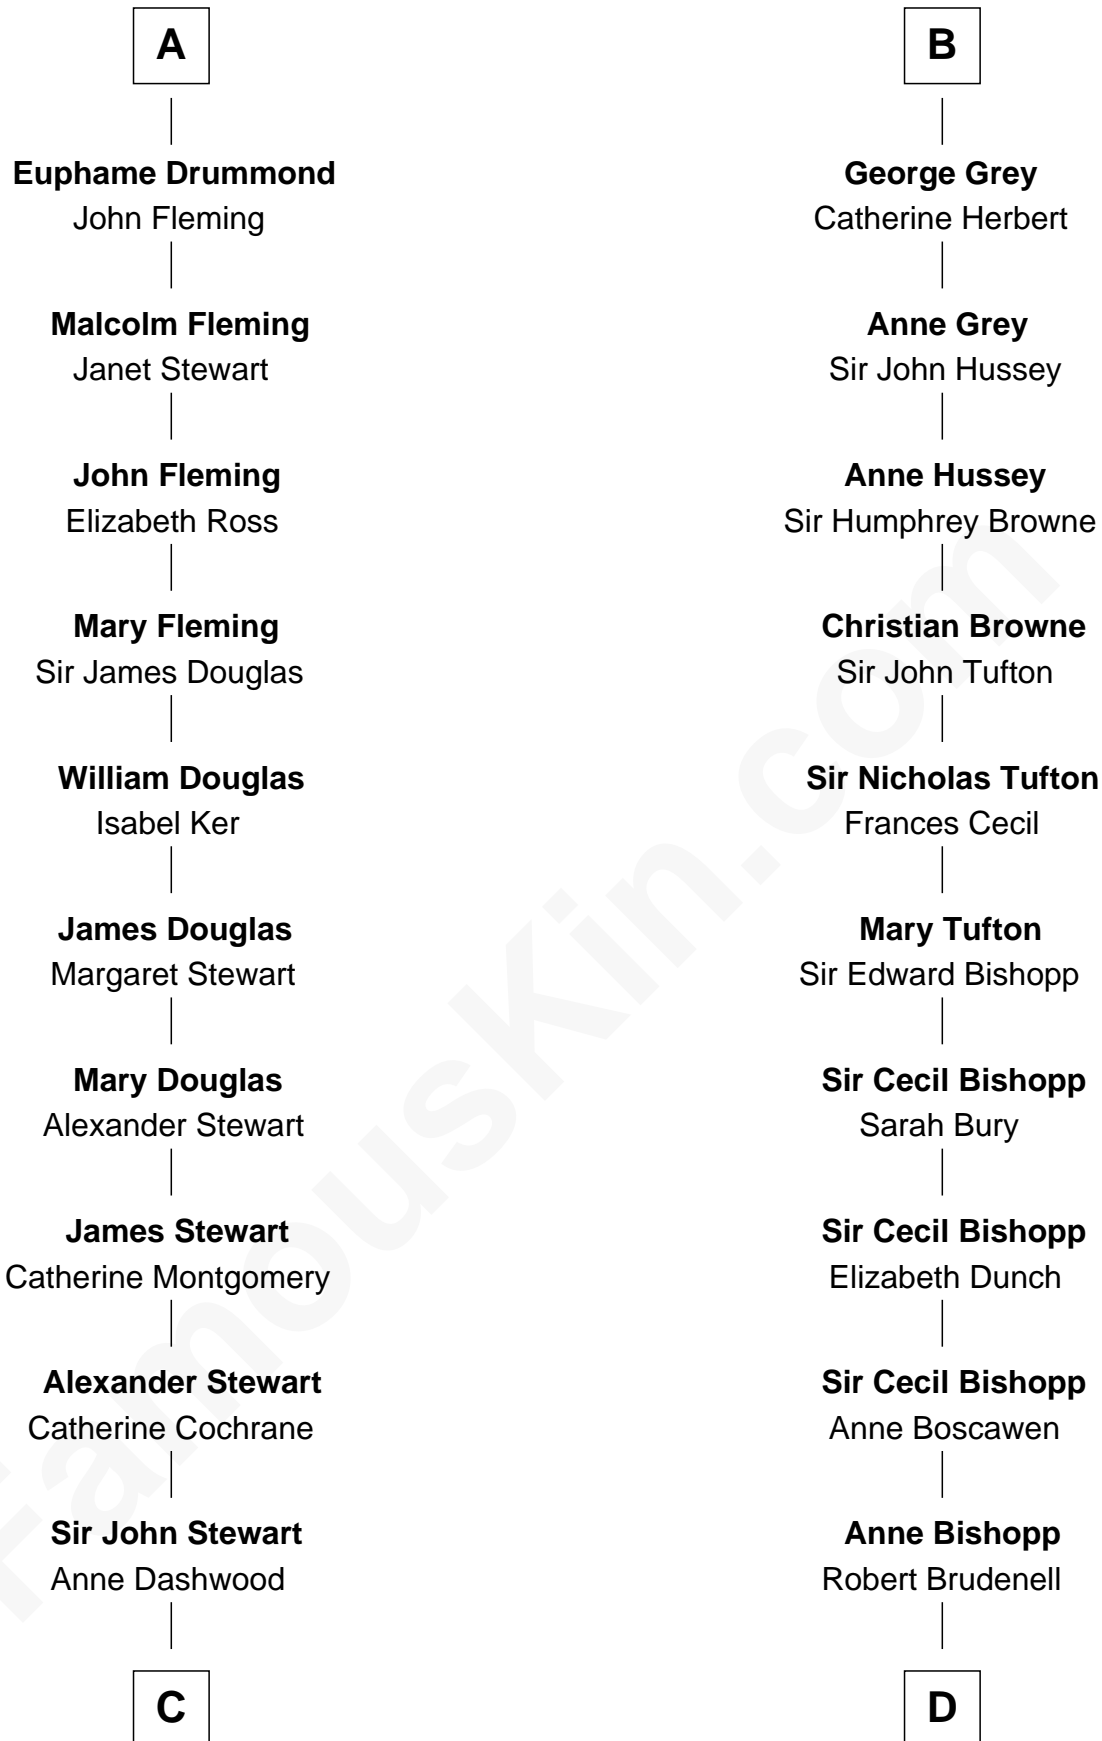 A
Euphame Drummond
John Fleming
Malcolm Fleming
Janet Stewart
John Fleming
Elizabeth Ross
Mary Fleming
Sir James Douglas
William Douglas
Isabel Ker
James Douglas
Margaret Stewart
Mary Douglas
Alexander Stewart
James Stewart
Catherine Montgomery
Alexander Stewart
Catherine Cochrane
Sir John Stewart
Anne Dashwood
C
B
George Grey
Catherine Herbert
Anne Grey
Sir John Hussey
Anne Hussey
Sir Humphrey Browne
Christian Browne
Sir John Tufton
Sir Nicholas Tufton
Frances Cecil
Mary Tufton
Sir Edward Bishopp
Sir Cecil Bishopp
Sarah Bury
Sir Cecil Bishopp
Elizabeth Dunch
Sir Cecil Bishopp
Anne Boscawen
Anne Bishopp
Robert Brudenell
D
FamousKin.com